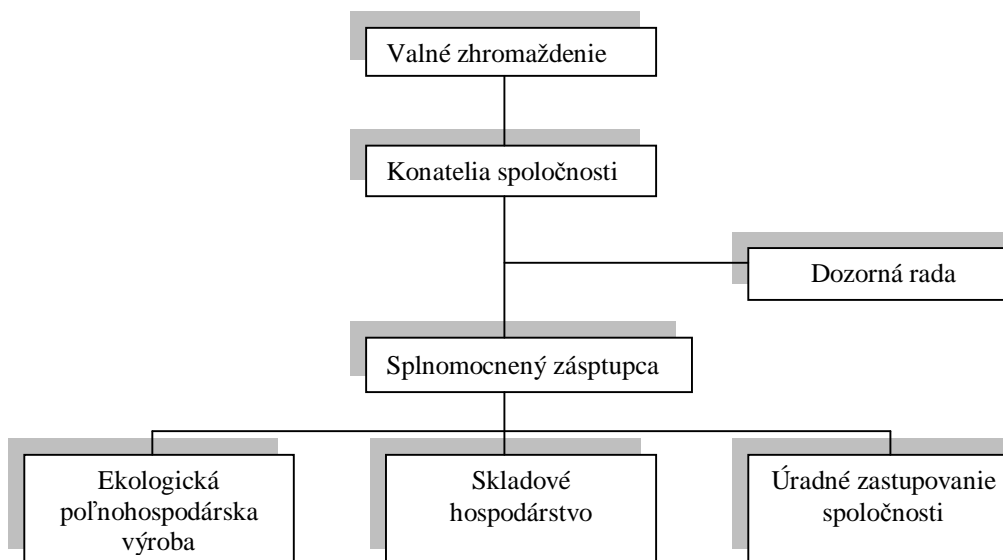 Valné zhromaždenie
Konatelia spoločnosti
Dozorná rada
Splnomocnený zásptupca
Ekologická
poľnohospodárska
výroba
Skladové
hospodárstvo
Úradné zastupovanie
spoločnosti